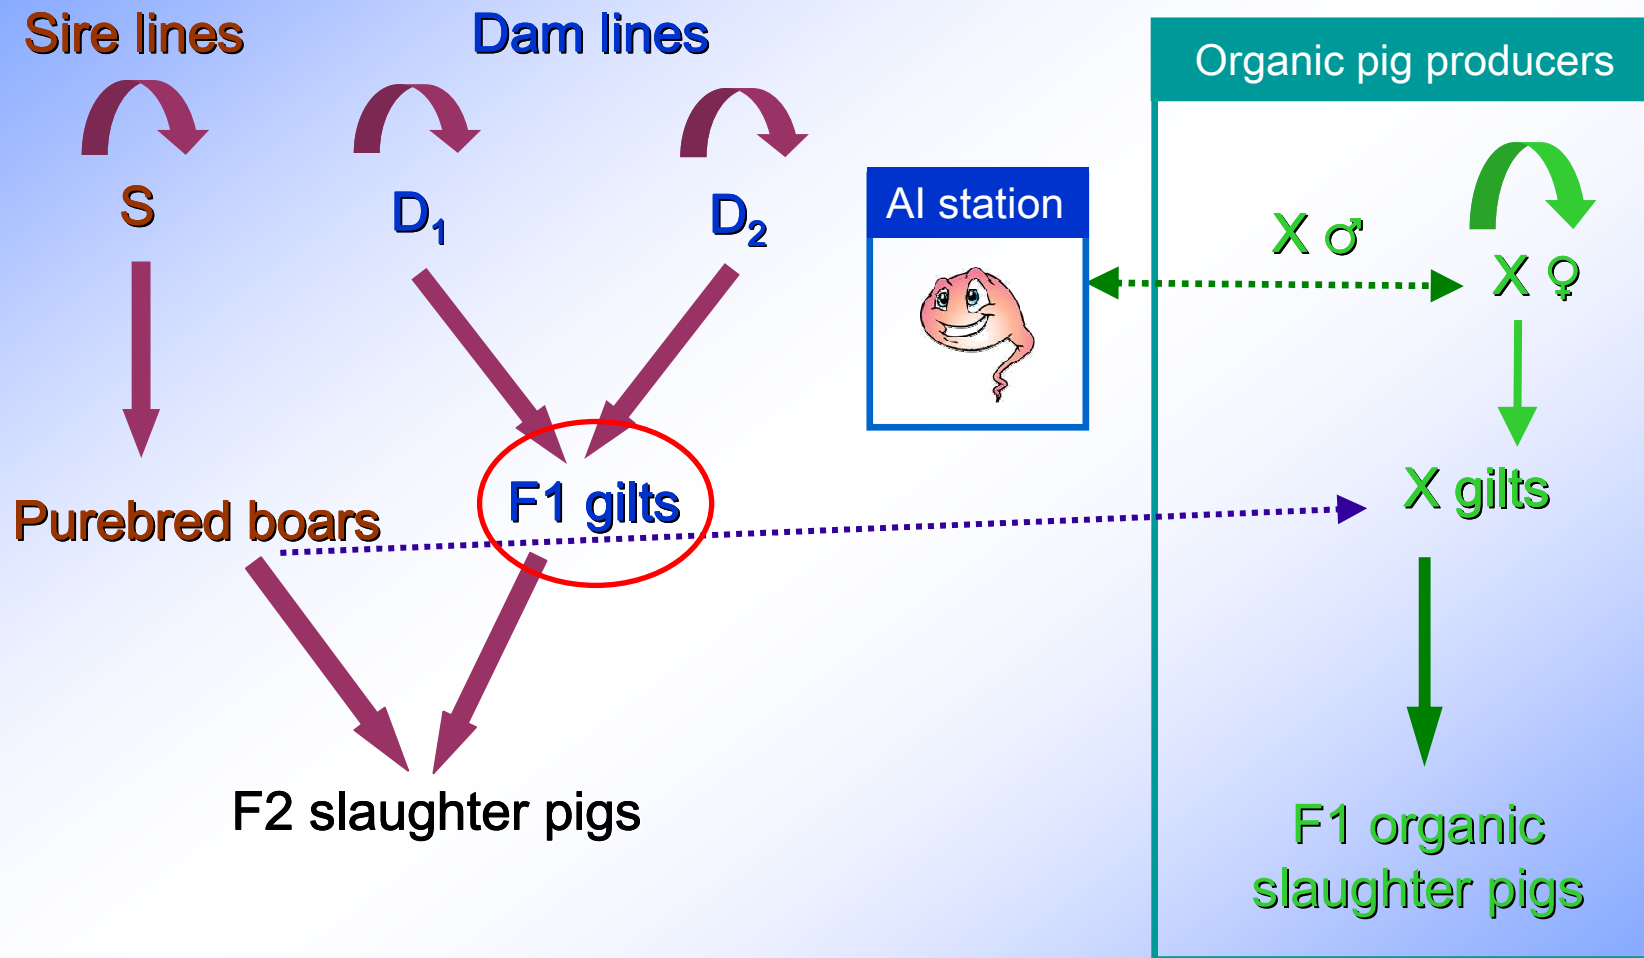 Sire lines
Dam lines
Organic pig producers
S
D₁
D₂
AI station
X ♂
X ♀
Purebred boars
F1 gilts
X gilts
F2 slaughter pigs
F1 organic
slaughter pigs